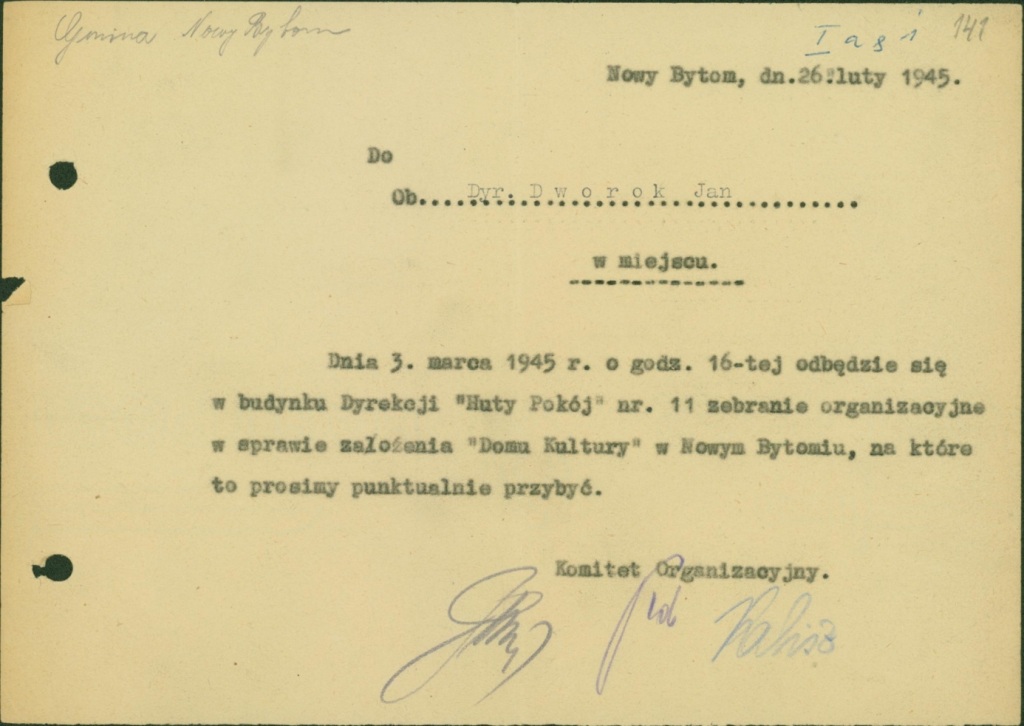 Gmina Nowy Bytom
I
141
Nowy Bytom, dn.26.luty 1945.
Do
Ob....Dyr. D w o r o k Jan..............
w miejscu.
Dnia 3. marca 1945 r. o godz. 16-tej odbędzie się
w budynku Dyrekcji "Huty Pokój" nr. 11 zebranie organizacyjne
w sprawie założenia "Domu Kultury" w Nowym Bytomiu, na które
to prosimy punktualnie przybyć.
Komitet Organizacyjny.
Kalisz